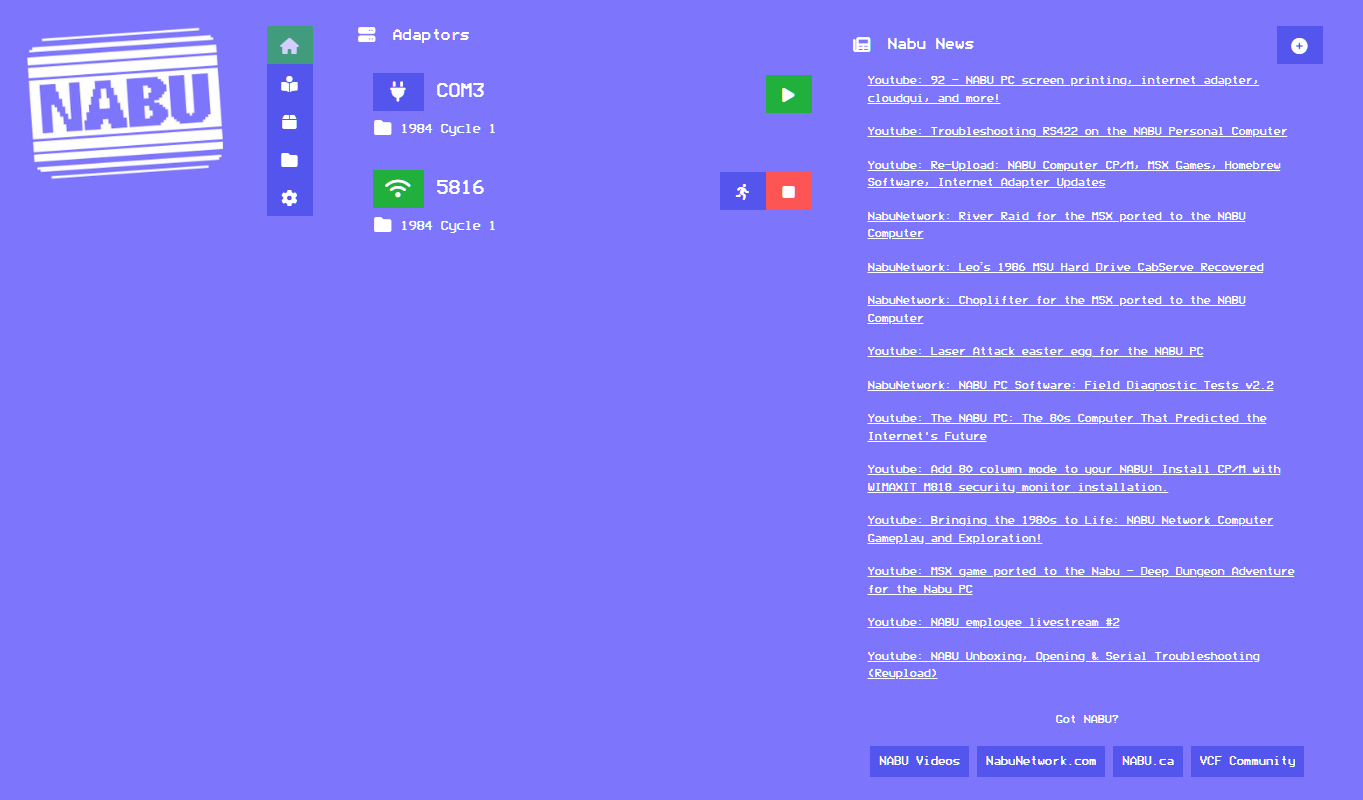 NABU
Adaptors
COM3
1984 Cycle 1
5816
1984 Cycle 1
Nabu News
Youtube: 92 - NABU PC screen printing, internet adapter,
cloudgui, and more!
Youtube: Troubleshooting RS422 on the NABU Personal Computer
Youtube: Re-Upload: NABU Computer CP/M, MSX Games, Homebrew
Software, Internet Adapter Updates
NabuNetwork: River Raid for the MSX ported to the NABU
Computer
NabuNetwork: Leo's 1986 MSU Hard Drive CabServe Recovered
NabuNetwork: Choplifter for the MSX ported to the NABU
Computer
Youtube: Laser Attack easter egg for the NABU PC
NabuNetwork: NABU PC Software: Field Diagnostic Tests v2.2
Youtube: The NABU PC: The 80s Computer That Predicted the
Internet's Future
Youtube: Add 80 column mode to your NABU! Install CP/M with
WIMAXIT M818 security monitor installation.
Youtube: Bringing the 1980s to Life: NABU Network Computer
Gameplay and Exploration!
Youtube: MSX game ported to the Nabu - Deep Dungeon Adventure
for the Nabu PC
Youtube: NABU employee livestream #2
Youtube: NABU Unboxing, Opening & Serial Troubleshooting
(Reupload)
Got NABU?
NABU Videos
NabuNetwork.com
NABU.ca
VCF Community